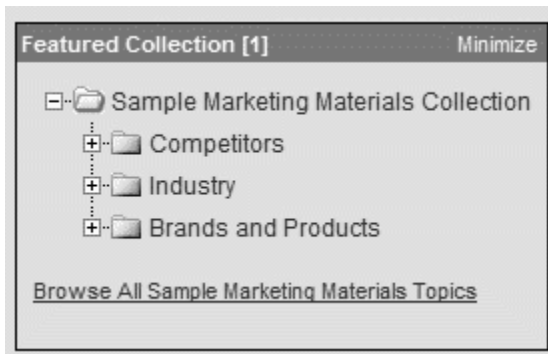 Featured Collection [1] Minimize
Sample Marketing Materials Collection
Competitors
Industry
Brands and Products
Browse All Sample Marketing Materials Topics